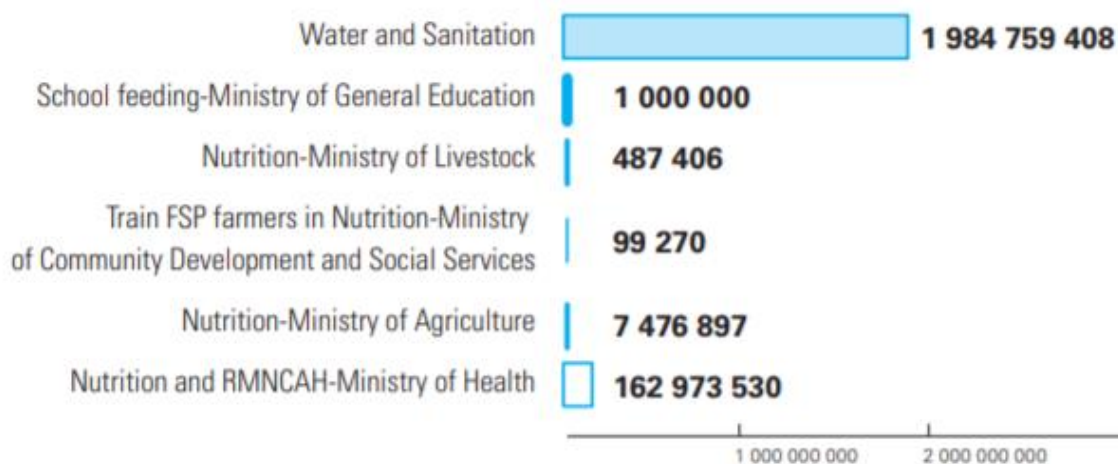 Water and Sanitation 1 984 759 408
School feeding-Ministry of General Education 1 000 000
Nutrition-Ministry of Livestock 487 406
Train FSP farmers in Nutrition-Ministry
of Community Development and Social Services 99 270
Nutrition-Ministry of Agriculture 7 476 897
Nutrition and RMNCAH-Ministry of Health 162 973 530
1 000 000 000 2 000 000 000